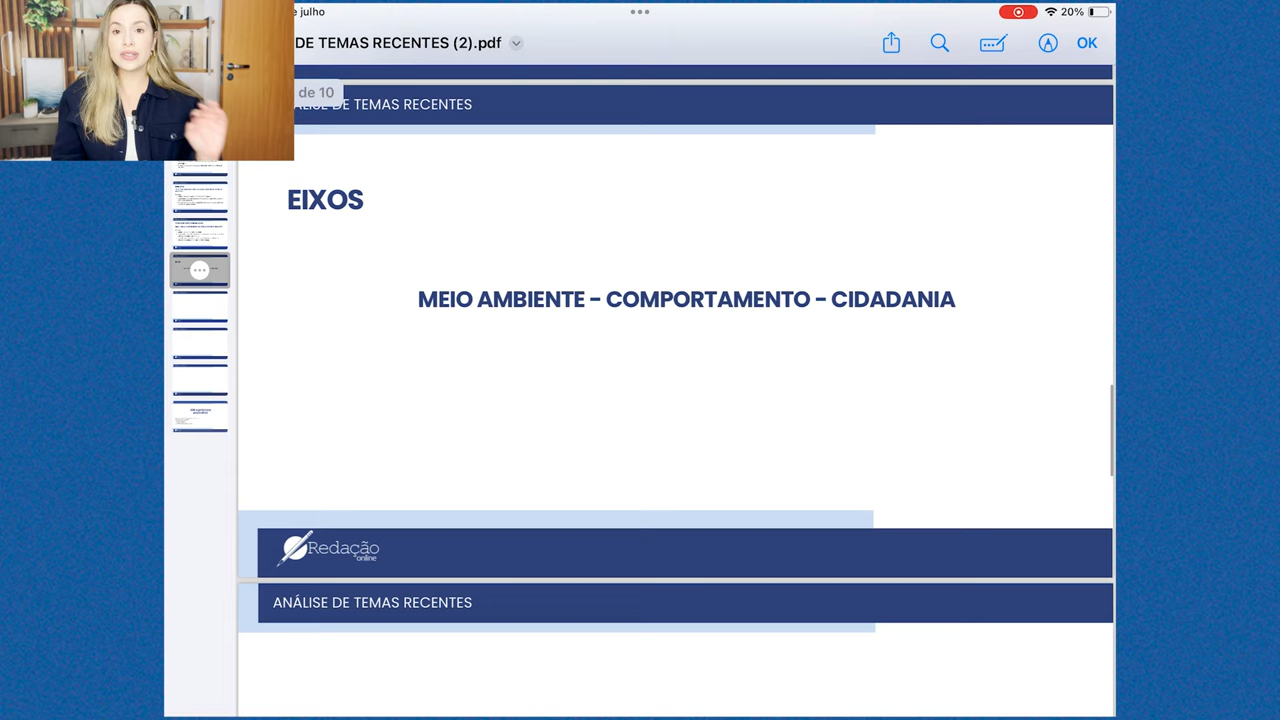 e julho
20%
DE TEMAS RECENTES (2).pdf
OK
de 10
ANÁLISE DE TEMAS RECENTES
EIXOS
MEIO AMBIENTE - COMPORTAMENTO - CIDADANIA
Redação
online
ANÁLISE DE TEMAS RECENTES